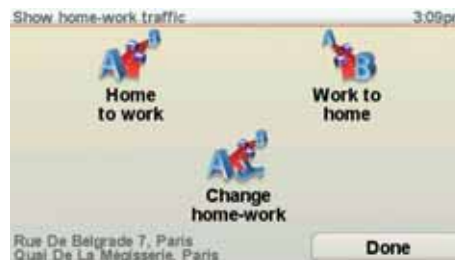 Show home-work traffic 3:09p
A B
A B
Home
to work
Work to
home
A B
Change
home-work
Rue De Belgrade 7, Paris
Quai De La Mégisserie, Paris
Done